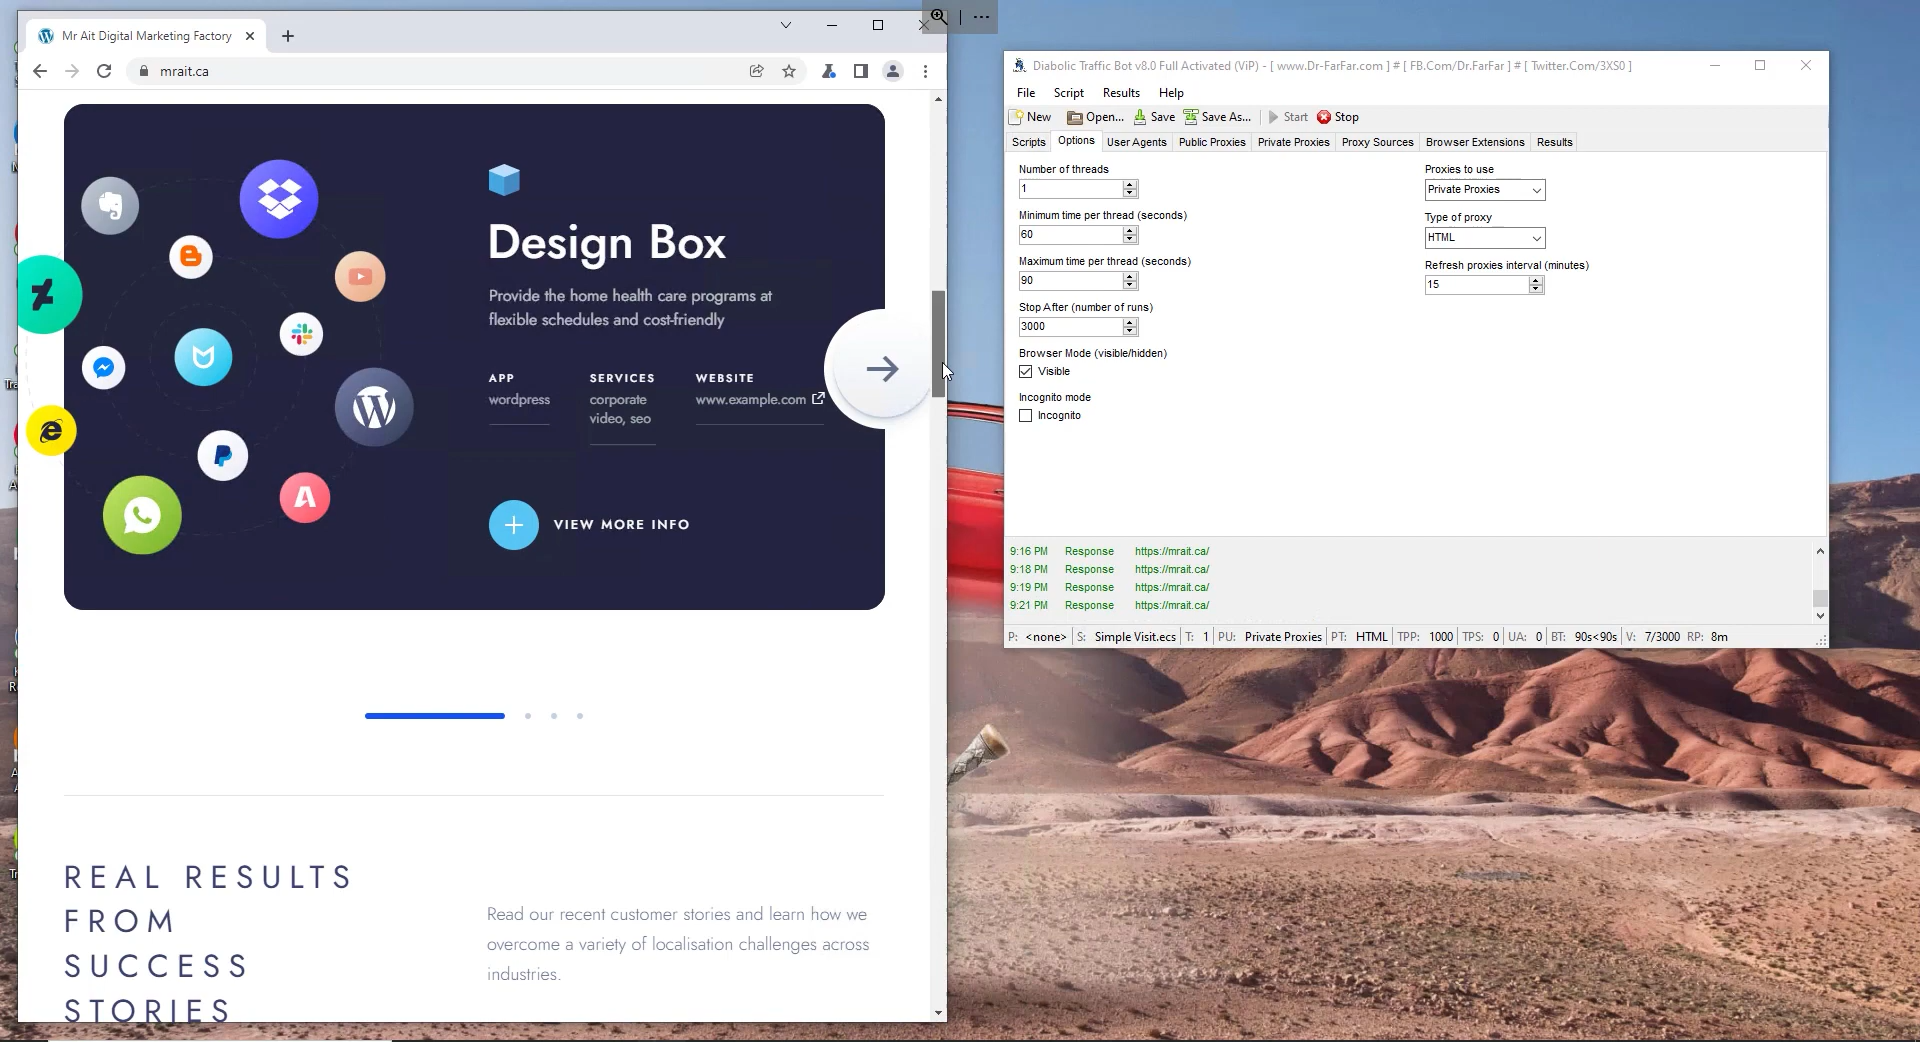 Mr Ait Digital Marketing Factory
mrait.ca
Design Box
Provide the home health care programs at
flexible schedules and cost-friendly
APP
wordpress
SERVICES
corporate
video, seo
WEBSITE
www.example.com
VIEW MORE INFO
REAL RESULTS
FROM
SUCCESS
STORIES
Read our recent customer stories and learn how we
overcome a variety of localisation challenges across
industries.
Diabolic Traffic Bot v8.0 Full Activated (ViP) - [ www.Dr-FarFar.com ] # [ FB.Com/Dr.FarFar ] # [ Twitter.Com/3XS0 ]
File Script Results Help
New Open... Save Save As... Start Stop
Scripts Options User Agents Public Proxies Private Proxies Proxy Sources Browser Extensions Results
Number of threads
1
Minimum time per thread (seconds)
60
Maximum time per thread (seconds)
90
Stop After (number of runs)
3000
Browser Mode (visible/hidden)
Visible
Incognito mode
Incognito
Proxies to use
Private Proxies
Type of proxy
HTML
Refresh proxies interval (minutes)
15
9:16 PM Response https://mrait.ca/
9:18 PM Response https://mrait.ca/
9:19 PM Response https://mrait.ca/
9:21 PM Response https://mrait.ca/
P: <none> S: Simple Visit.ecs T: 1 PU: Private Proxies PT: HTML TPP: 1000 TPS: 0 UA: 0 BT: 90s<90s V: 7/3000 RP: 8m